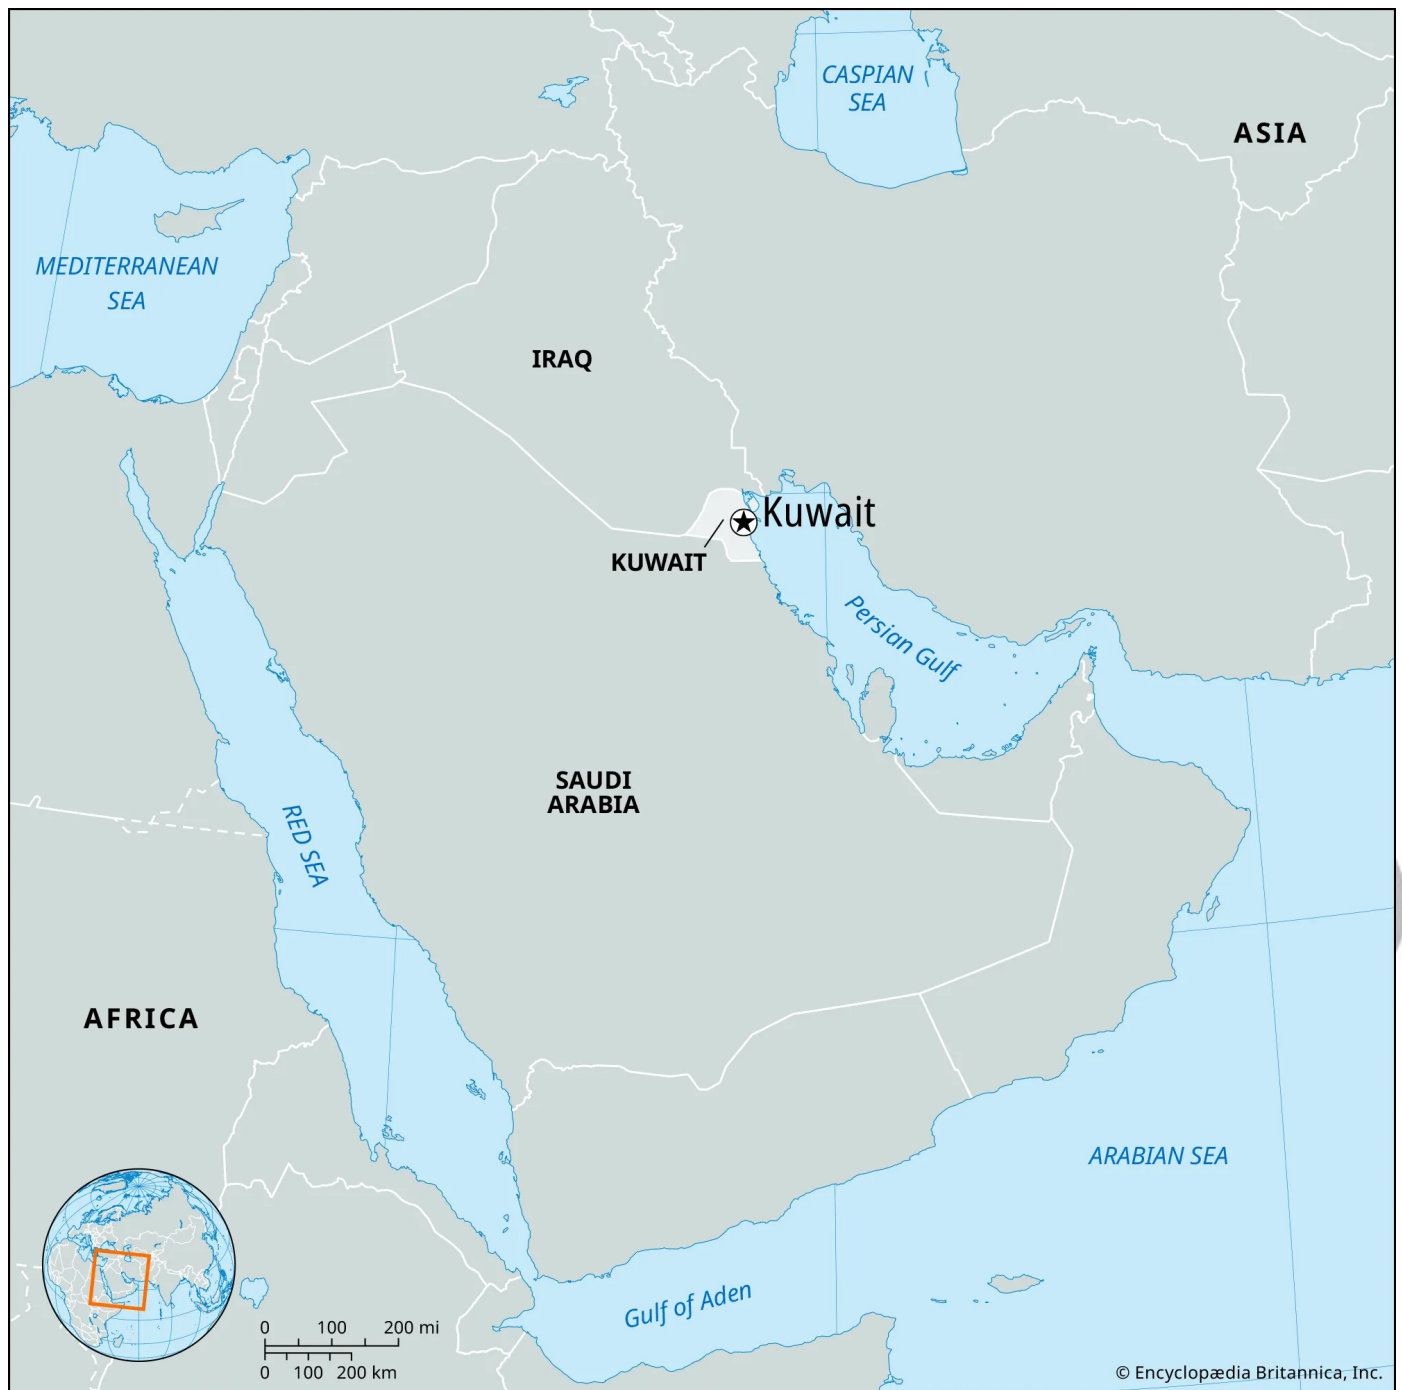 CASPIAN
SEA
ASIA
MEDITERRANEAN
SEA
IRAQ
Kuwait
KUWAIT
Persian Gulf
SAUDI
ARABIA
RED SEA
AFRICA
ARABIAN SEA
Gulf of Aden
0 100 200 mi
0 100 200 km
© Encyclopædia Britannica, Inc.